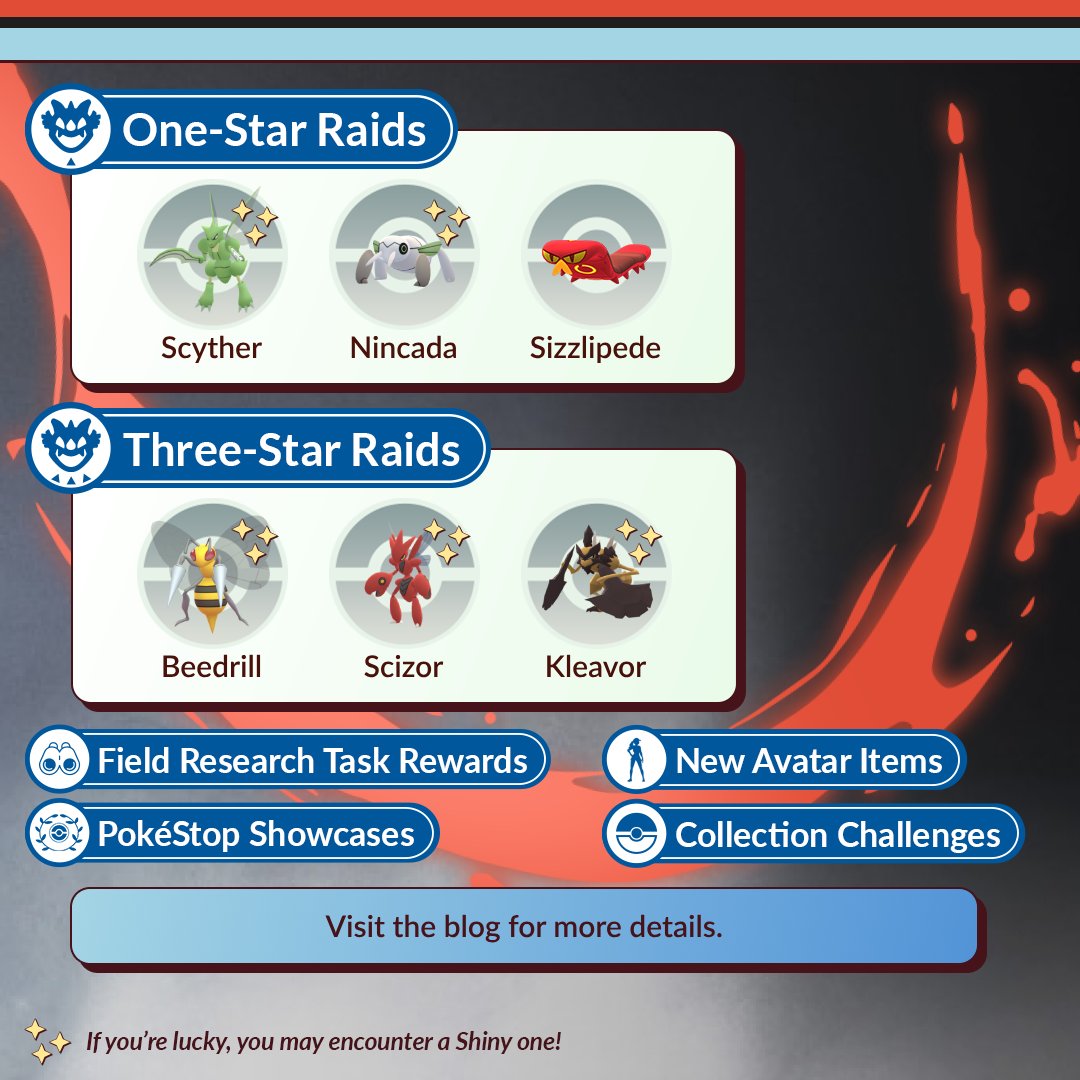 One-Star Raids
Scyther Nincada Sizzlipede
Three-Star Raids
Beedrill Scizor Kleavor
Field Research Task Rewards
New Avatar Items
PokéStop Showcases
Collection Challenges
Visit the blog for more details.
If you’re lucky, you may encounter a Shiny one!